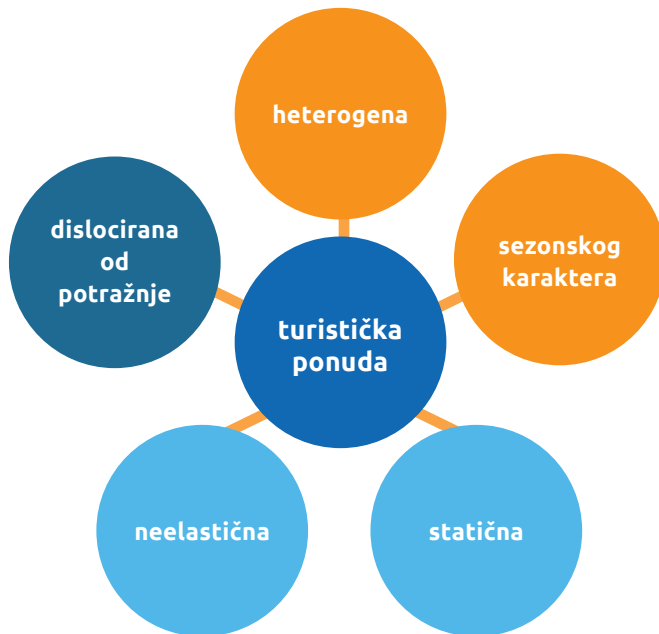 heterogena
dislocirana
od
potražnje
sezonskog
karaktera
turistička
ponuda
neelastična
statična